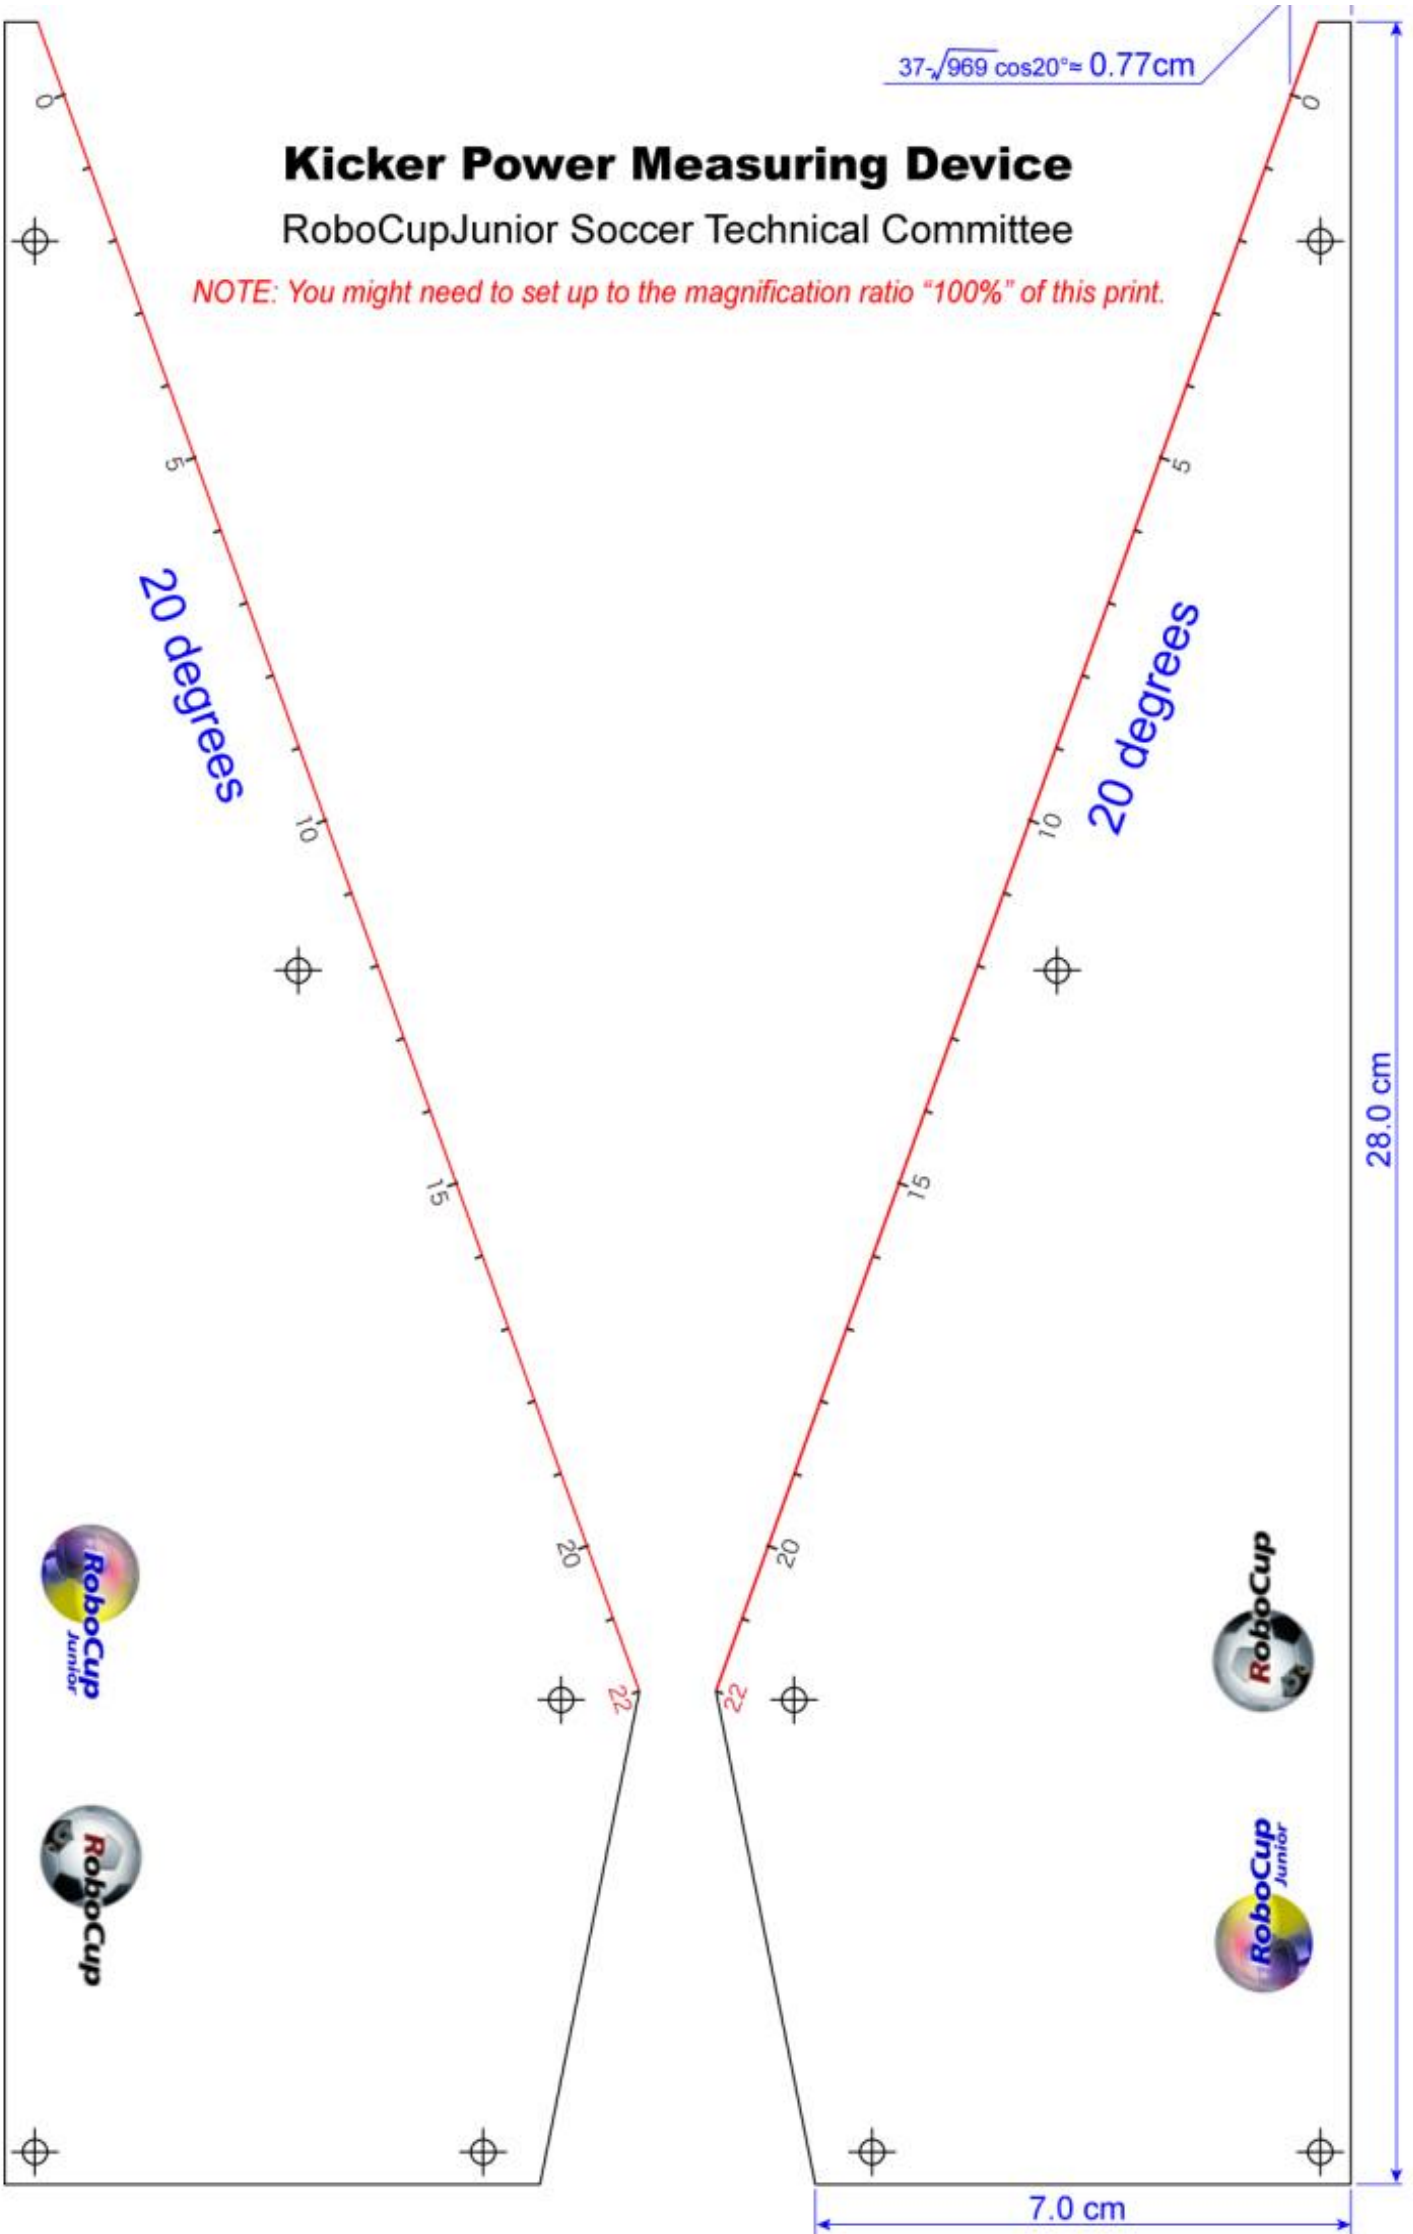 37-√969 cos20°≈ 0.77cm
0
0
Kicker Power Measuring Device
RoboCupJunior Soccer Technical Committee
NOTE: You might need to set up to the magnification ratio “100%” of this print.
5
5
20 degrees
20 degrees
10
10
28.0 cm
15
15
20
20
RoboCup
Junior
RoboCup
22
22
RoboCup
RoboCup
Junior
7.0 cm